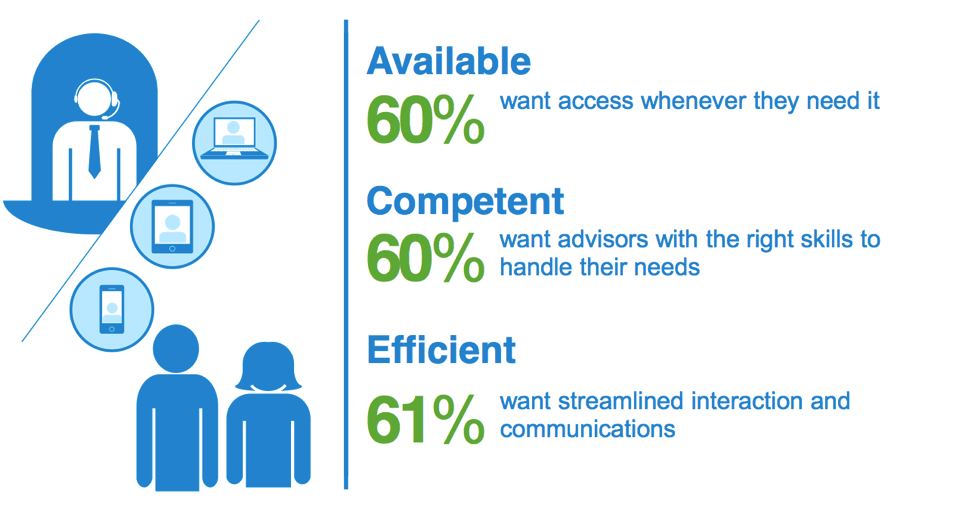 Available
60% want access whenever they need it
Competent
60% want advisors with the right skills to
handle their needs
Efficient
61% want streamlined interaction and
communications